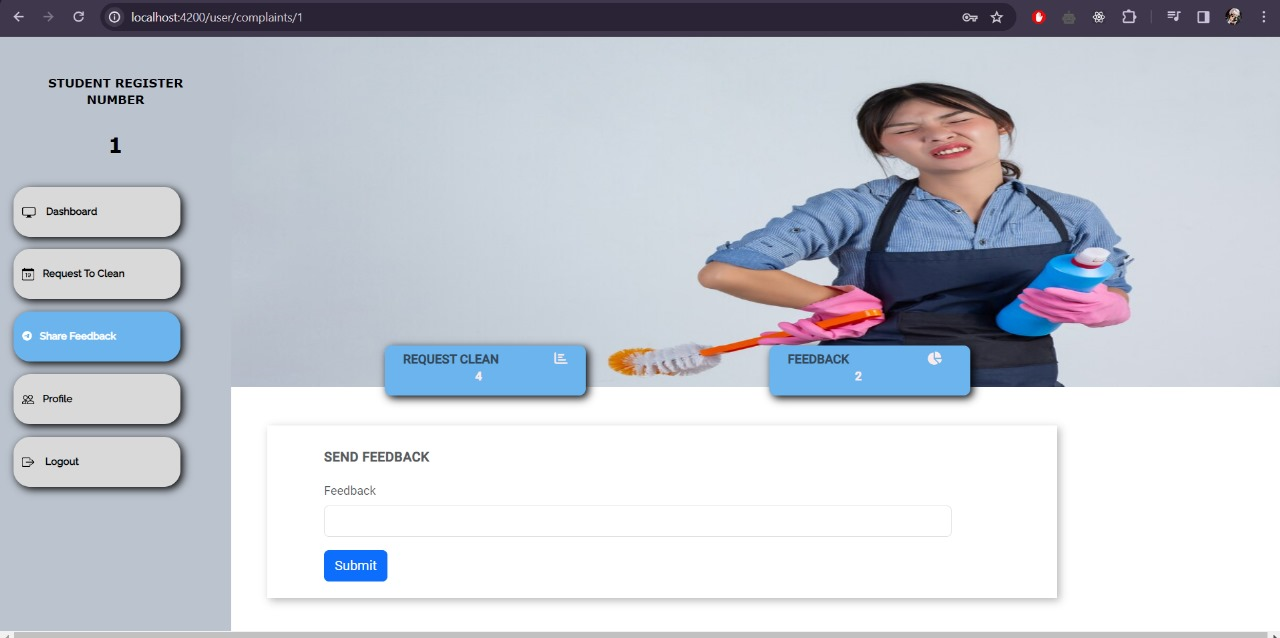 localhost:4200/user/complaints/1
STUDENT REGISTER
NUMBER
1
Dashboard
Request To Clean
Share Feedback
Profile
Logout
REQUEST CLEAN
4
FEEDBACK
2
SEND FEEDBACK
Feedback
Submit